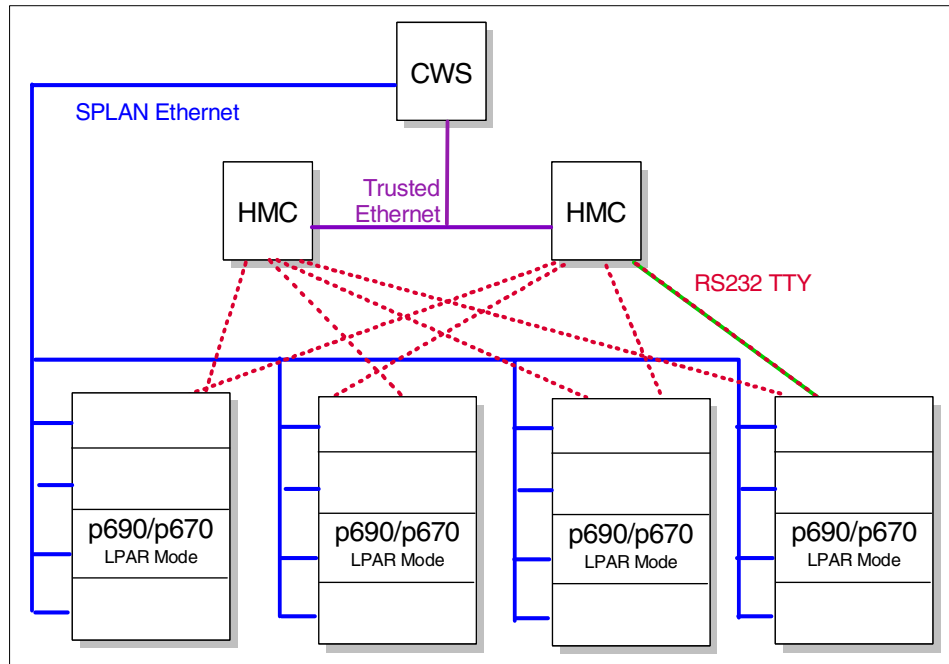 CWS
SPLAN Ethernet
Trusted
Ethernet
HMC
HMC
RS232 TTY
p690/p670
LPAR Mode
p690/p670
LPAR Mode
p690/p670
LPAR Mode
p690/p670
LPAR Mode